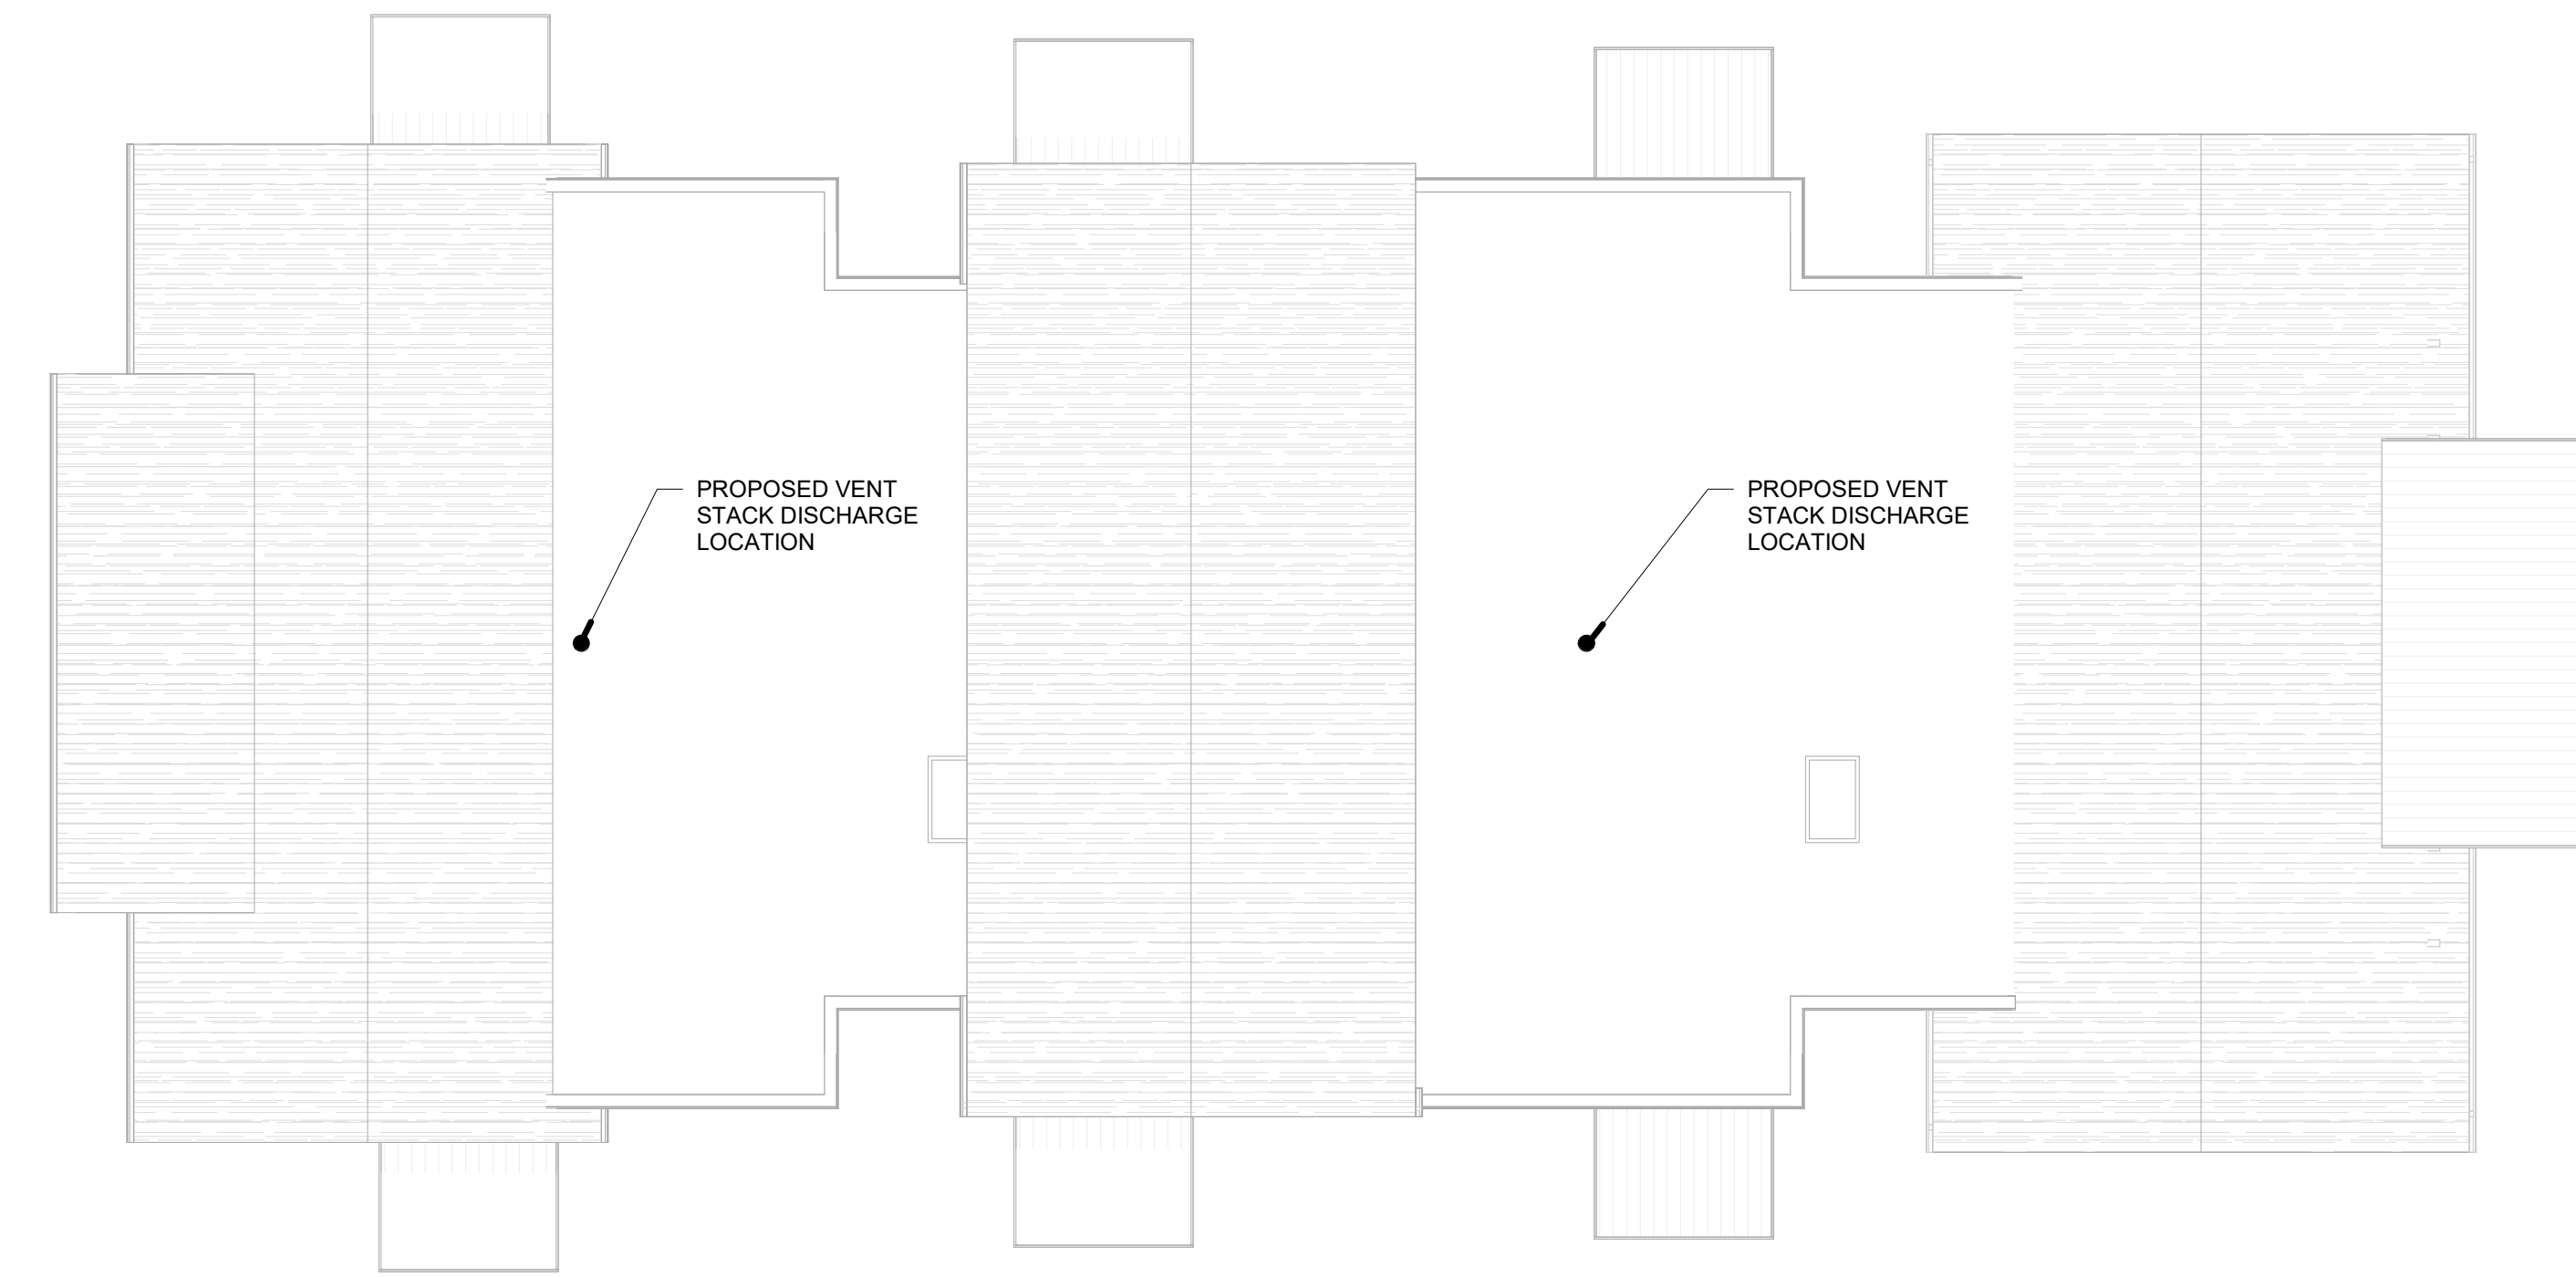 PROPOSED VENT
STACK DISCHARGE
LOCATION
PROPOSED VENT
STACK DISCHARGE
LOCATION